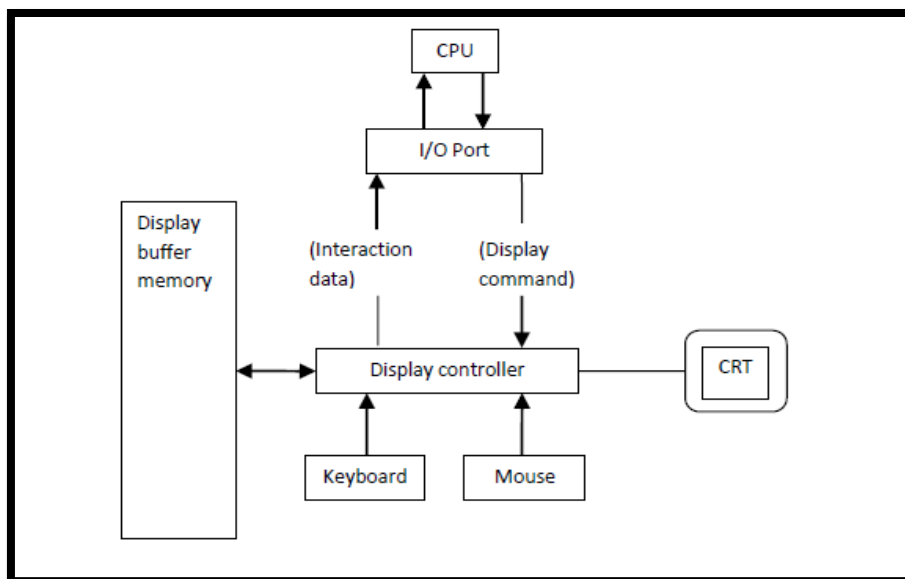 CPU
I/O Port
Display
buffer
memory
(Interaction
data)
(Display
command)
Display controller
CRT
Keyboard
Mouse